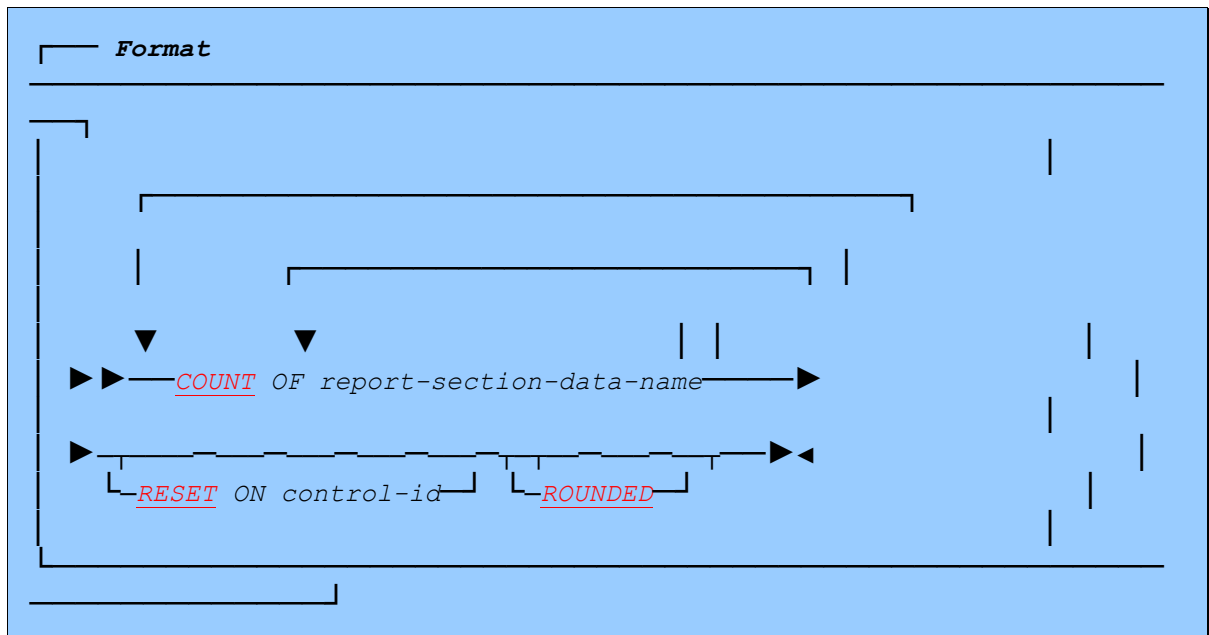 Format
COUNT OF report-section-data-name
RESET ON control-id ROUNDED